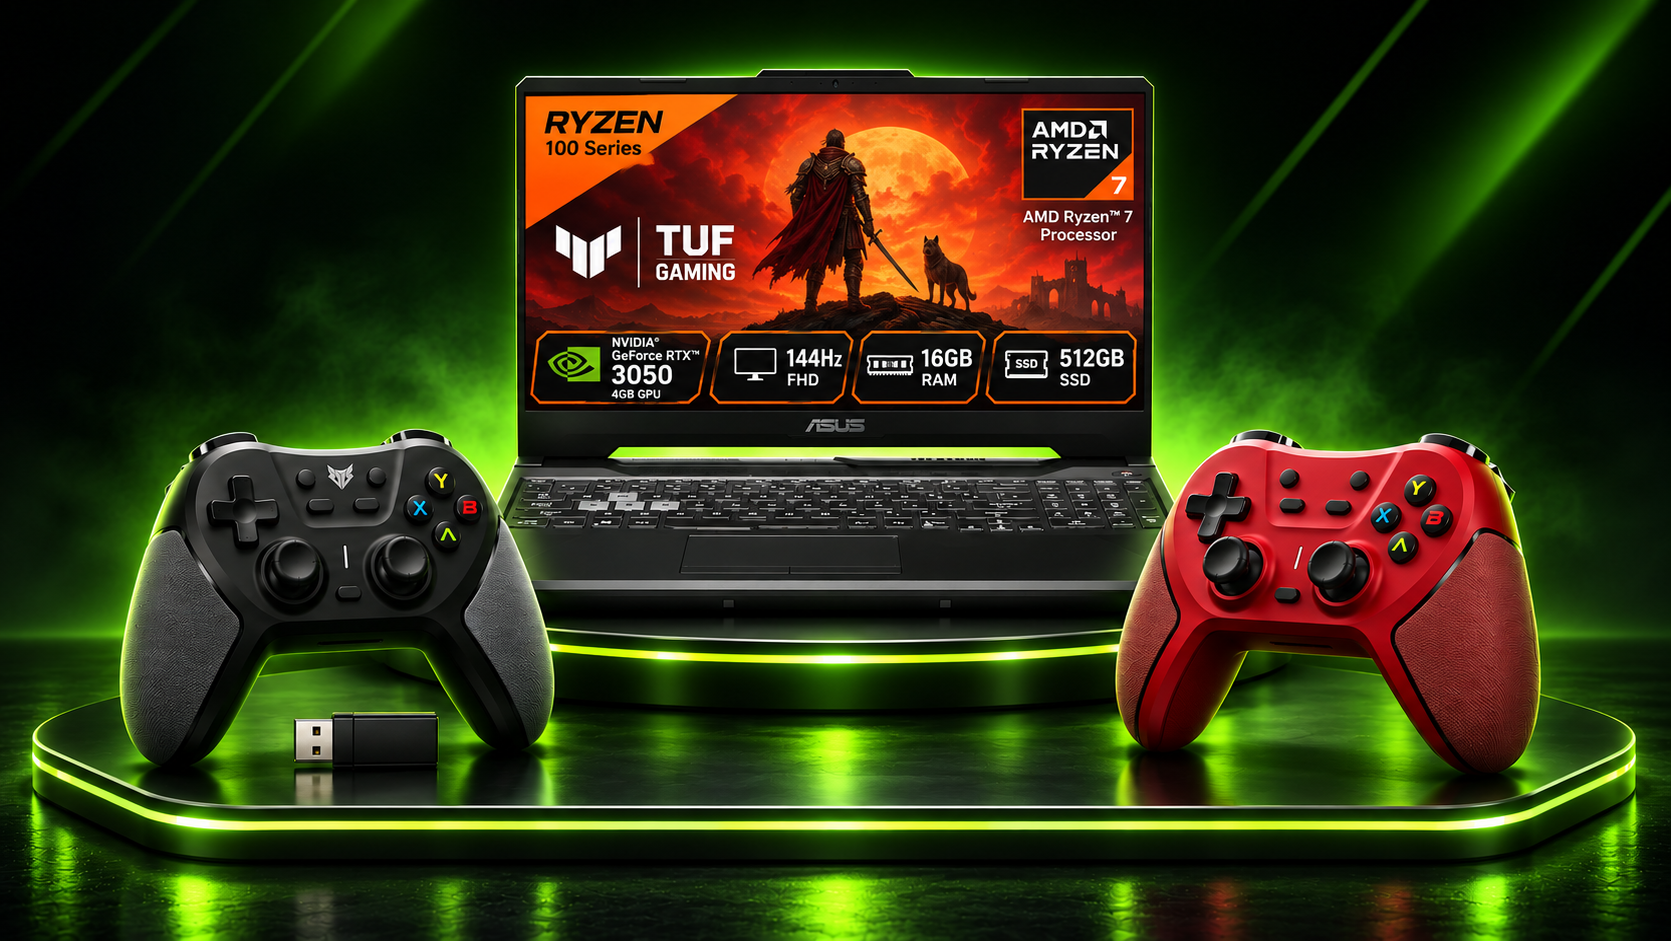 RYZEN
100 Series
TUF
GAMING
AMD
RYZEN
7
AMD Ryzen™ 7
Processor
NVIDIA®
GeForce RTX™
3050
4GB GPU
144Hz
FHD
16GB
RAM
SSD
512GB
SSD
ASUS
Y
X
B
Λ
Y
X
B
Λ